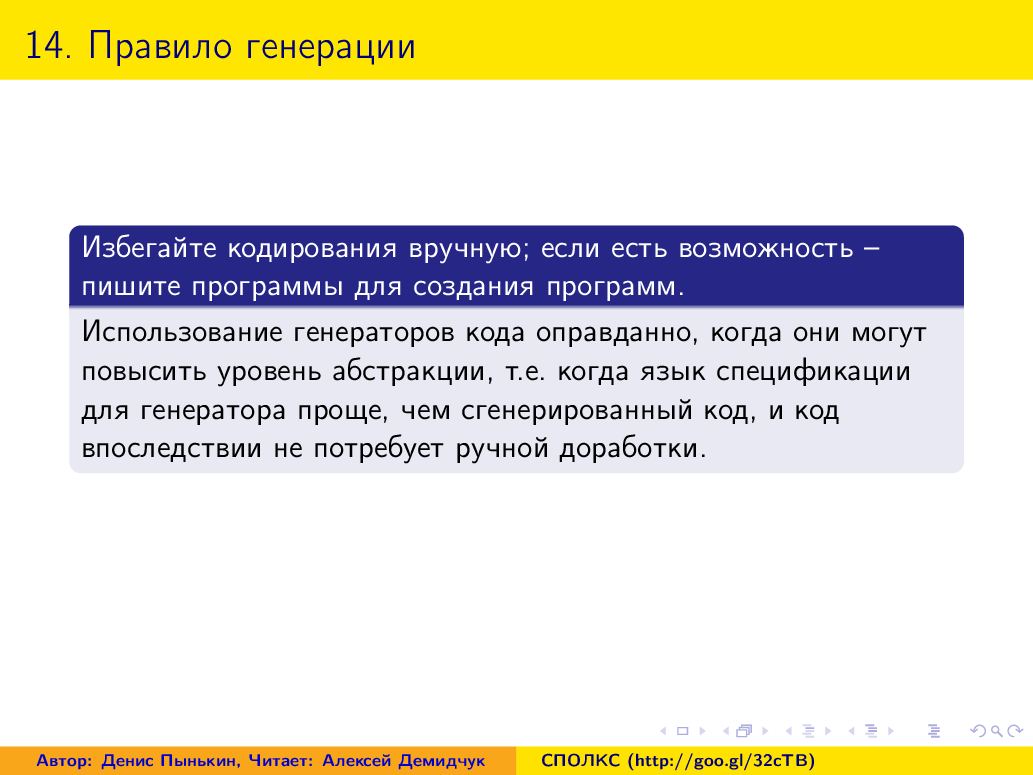 14. Правило генерации
Избегайте кодирования вручную; если есть возможность –
пишите программы для создания программ.
Использование генераторов кода оправданно, когда они могут
повысить уровень абстракции, т.е. когда язык спецификации
для генератора проще, чем сгенерированный код, и код
впоследствии не потребует ручной доработки.
Автор: Денис Пынькин, Читает: Алексей Демидчук
СПОЛКС (http://goo.gl/32cTB)